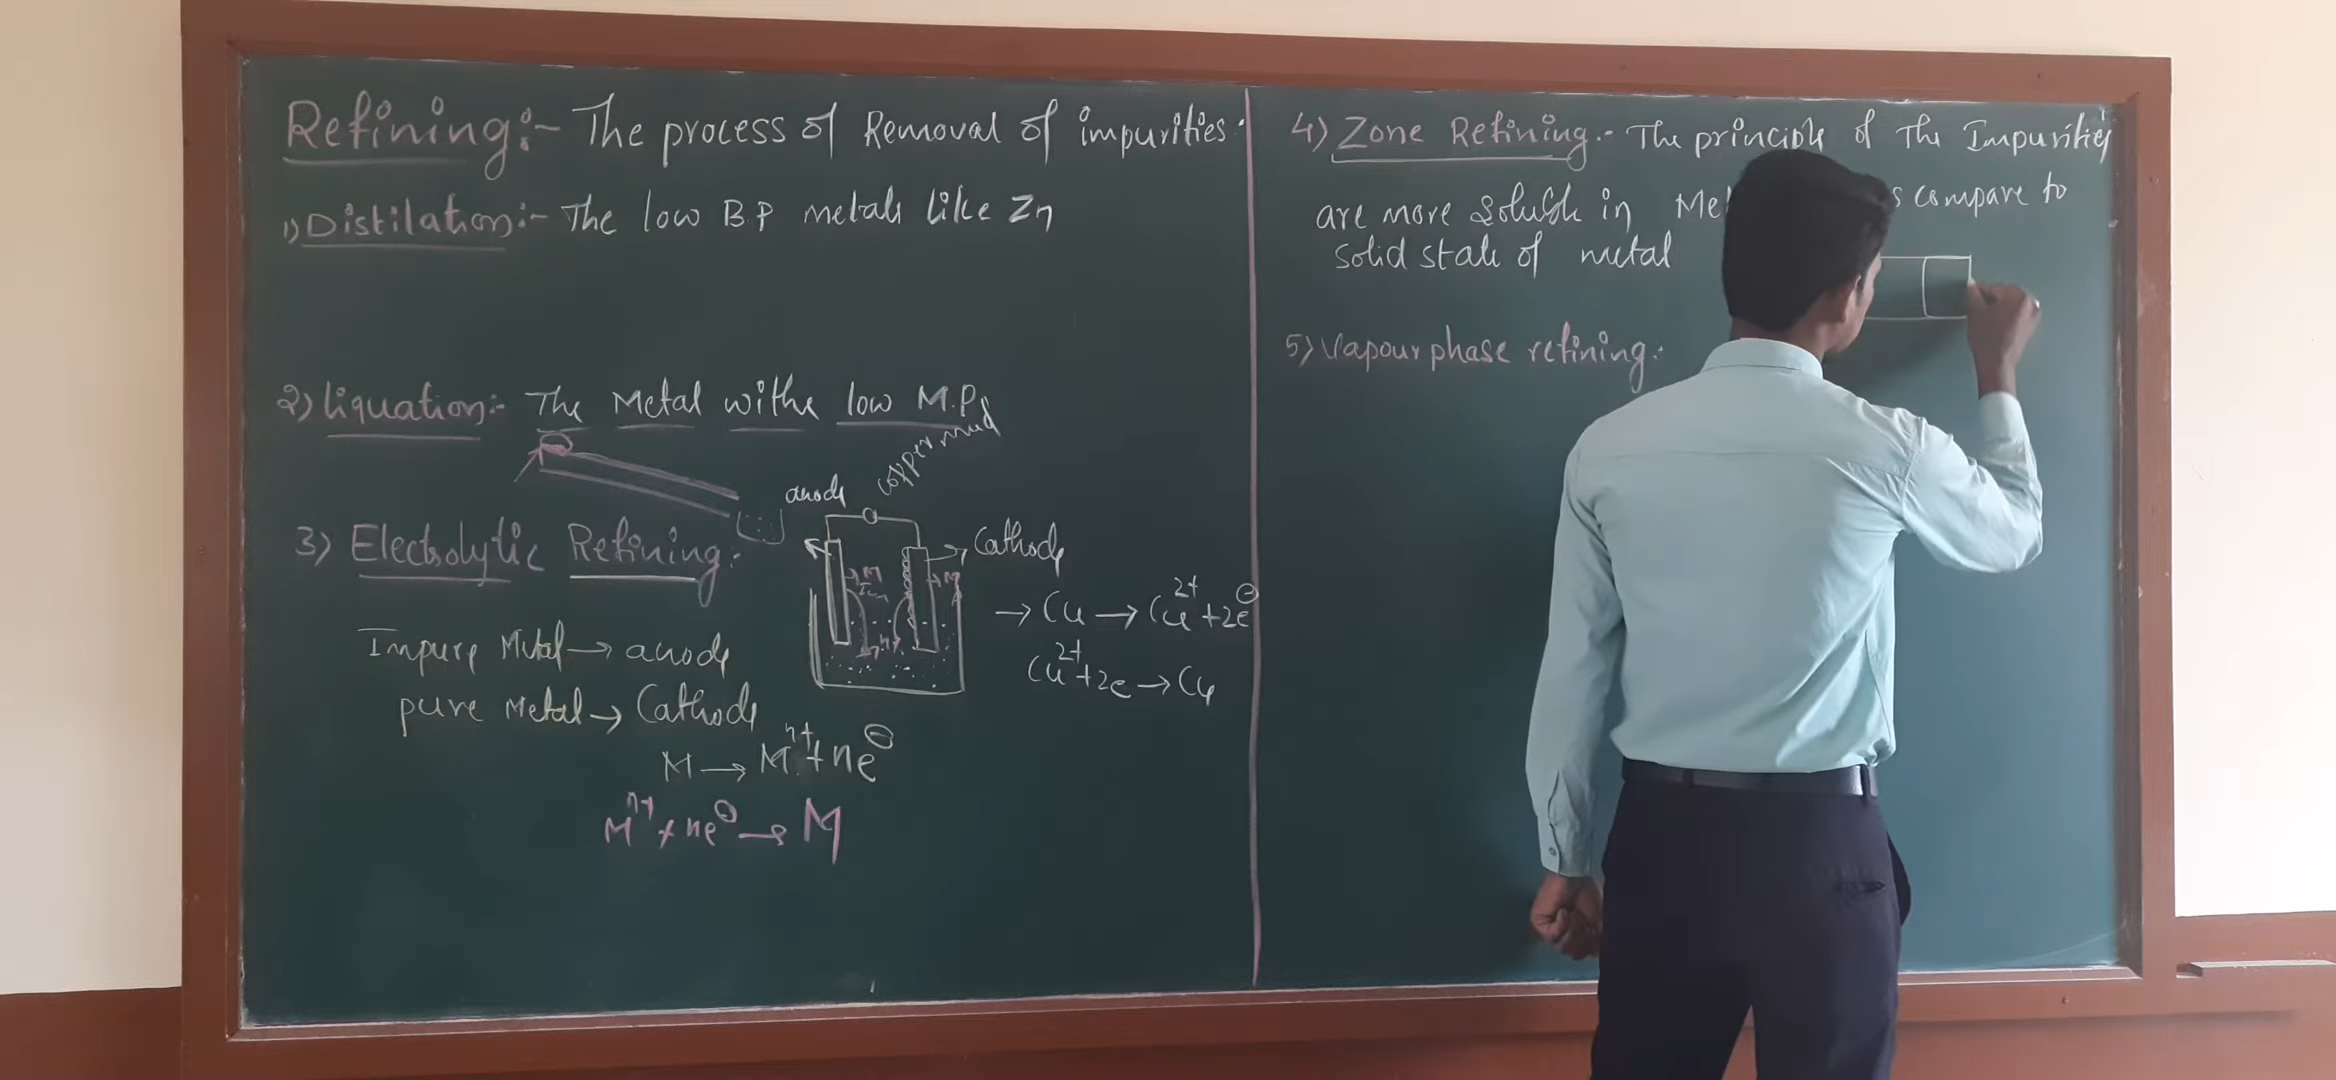 Refining:- The process of Removal of impurities.
1) Distilation:- The low B.P metals like Zn
2) liquation:- The Metal withe low M.Ps
copper mud
anode
3) Electrolytic Refining:
Cathode
M
M
Impure Metal → anode
pure Metal → Cathode
→ Cu → Cu²⁺ + 2e⊖
Cu²⁺ + 2e → Cu
M → Mⁿ⁺ + ne⊖
Mⁿ⁺ + ne⊖ → M
4) Zone Refining:- The principle of The Impurities
are more soluble in compare to
solid state of metal
5) Vapour phase refining:-